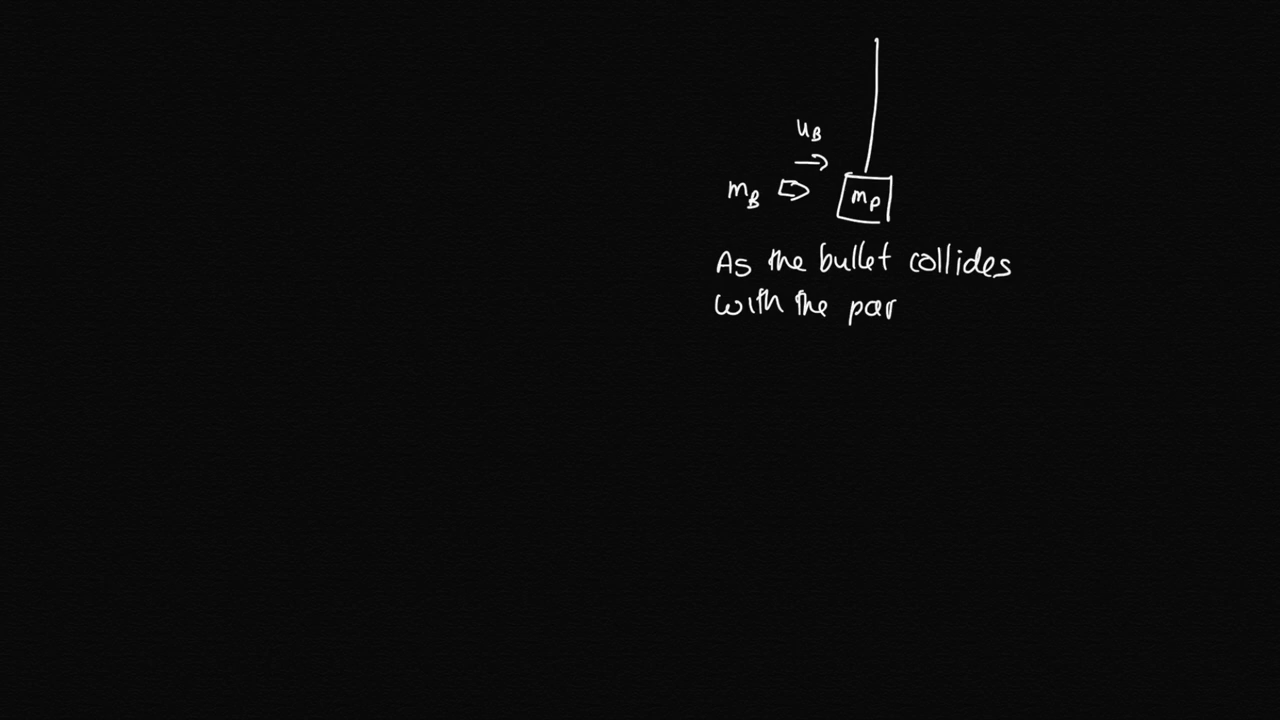 u_B
m_B
m_P
As the bullet collides
with the par